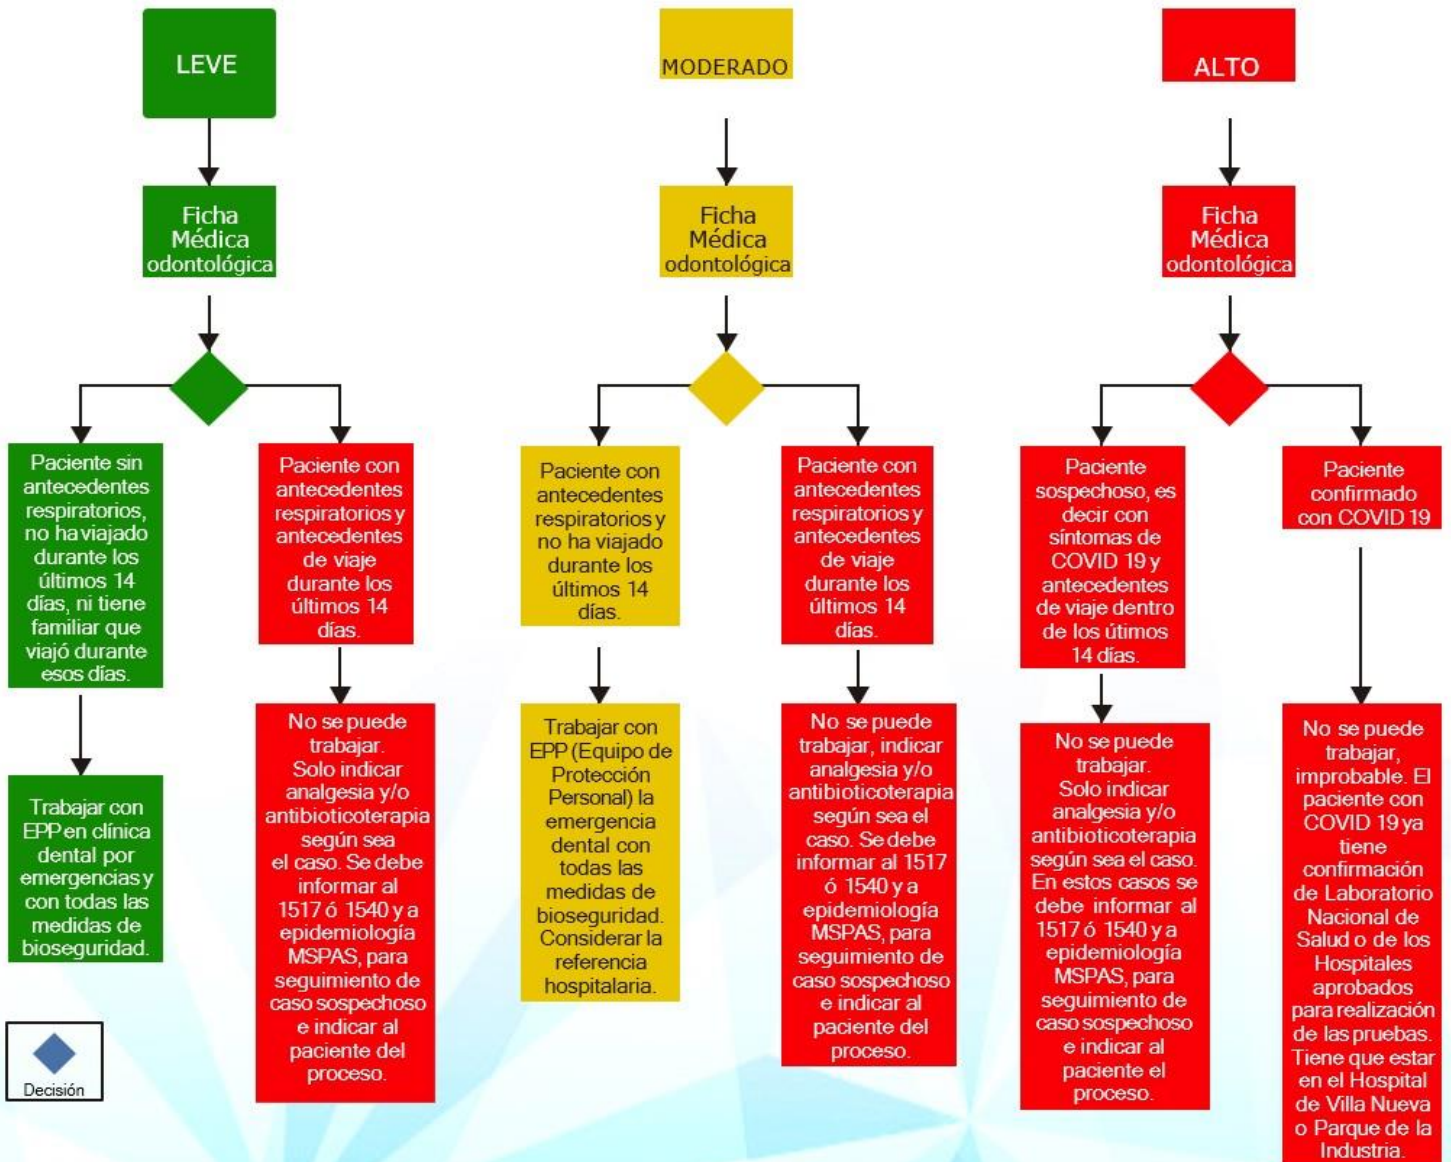 LEVE
Ficha
Médica
odontológica
Paciente sin
antecedentes
respiratorios,
no ha viajado
durante los
últimos 14
días, ni tiene
familiar que
viajó durante
esos días.
Trabajar con
EPP en clínica
dental por
emergencias y
con todas las
medidas de
bioseguridad.
Paciente con
antecedentes
respiratorios y
antecedentes
de viaje
durante los
últimos 14
días.
No se puede
trabajar.
Solo indicar
analgesia y/o
antibioticoterapia
según sea
el caso. Se debe
informar al
1517 ó 1540 y a
epidemiología
MSPAS, para
seguimiento de
caso sospechoso
e indicar al
paciente del
proceso.
MODERADO
Ficha
Médica
odontológica
Paciente con
antecedentes
respiratorios y
no ha viajado
durante los
últimos 14
días.
Trabajar con
EPP (Equipo de
Protección
Personal) la
emergencia
dental con
todas las
medidas de
bioseguridad.
Considerar la
referencia
hospitalaria.
Paciente con
antecedentes
respiratorios y
antecedentes
de viaje
durante los
últimos 14
días.
No se puede
trabajar, indicar
analgesia y/o
antibioticoterapia
según sea el
caso. Se debe
informar al 1517
ó 1540 y a
epidemiología
MSPAS, para
seguimiento de
caso sospechoso
e indicar al
paciente del
proceso.
ALTO
Ficha
Médica
odontológica
Paciente
sospechoso, es
decir con
síntomas de
COVID 19 y
antecedentes
de viaje dentro
de los útimos
14 días.
No se puede
trabajar.
Solo indicar
analgesia y/o
antibioticoterapia
según sea el caso.
En estos casos se
debe informar al
1517 ó 1540 y a
epidemiología
MSPAS, para
seguimiento de
caso sospechoso
e indicar al
paciente el
proceso.
Paciente
confirmado
con COVID 19
No se puede
trabajar,
improbable. El
paciente con
COVID 19 ya
tiene
confirmación
de Laboratorio
Nacional de
Salud o de los
Hospitales
aprobados
para realización
de las pruebas.
Tiene que estar
en el Hospital
de Villa Nueva
o Parque de la
Industria.
Decisión